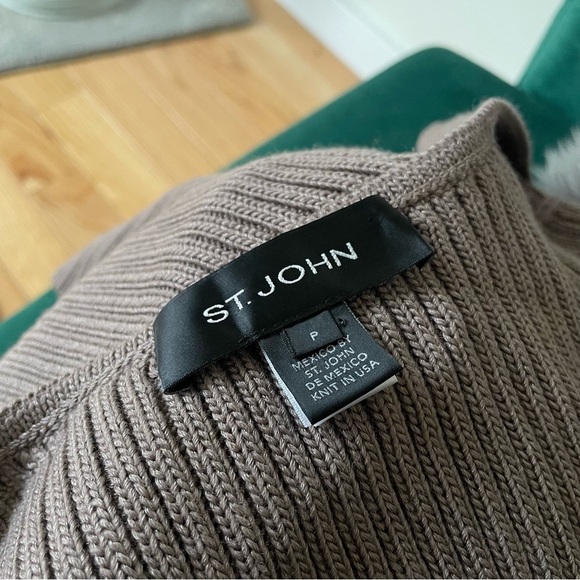 ST. JOHN
P
MEXICO BY
ST. JOHN
DE MEXICO
KNIT IN USA